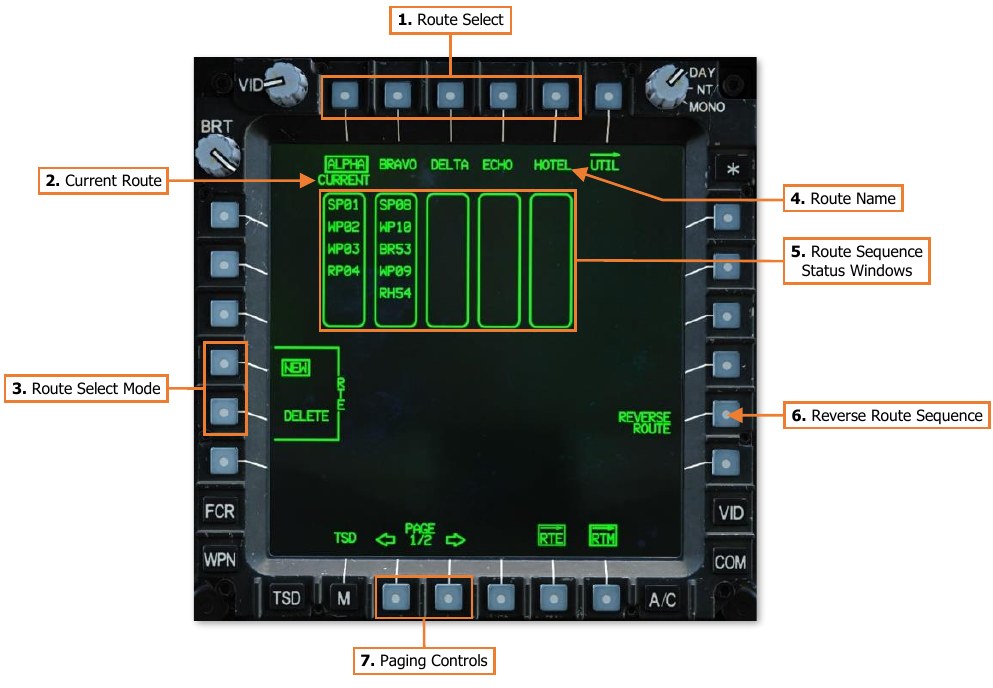 1. Route Select
VID
DAY
NT
MONO
BRT
ALPHA BRAVO DELTA ECHO HOTEL UTIL
CURRENT
*
2. Current Route
4. Route Name
SP01 SP08
WP02 WP10
WP03 BR53
RP04 WP09
RH54
5. Route Sequence
Status Windows
3. Route Select Mode
NEW
RTE
DELETE
REVERSE
ROUTE
6. Reverse Route Sequence
FCR
VID
TSD
PAGE
1/2
RTE
RTM
WPN
COM
TSD
M
A/C
7. Paging Controls